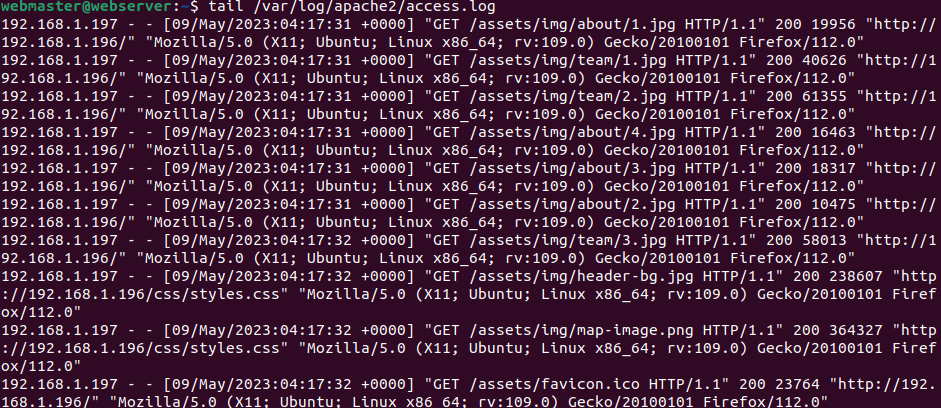 webmaster@webserver:~$ tail /var/log/apache2/access.log
192.168.1.197 - - [09/May/2023:04:17:31 +0000] "GET /assets/img/about/1.jpg HTTP/1.1" 200 19956 "http://
192.168.1.196/" "Mozilla/5.0 (X11; Ubuntu; Linux x86_64; rv:109.0) Gecko/20100101 Firefox/112.0"
192.168.1.197 - - [09/May/2023:04:17:31 +0000] "GET /assets/img/team/1.jpg HTTP/1.1" 200 40626 "http://1
92.168.1.196/" "Mozilla/5.0 (X11; Ubuntu; Linux x86_64; rv:109.0) Gecko/20100101 Firefox/112.0"
192.168.1.197 - - [09/May/2023:04:17:31 +0000] "GET /assets/img/team/2.jpg HTTP/1.1" 200 61355 "http://1
92.168.1.196/" "Mozilla/5.0 (X11; Ubuntu; Linux x86_64; rv:109.0) Gecko/20100101 Firefox/112.0"
192.168.1.197 - - [09/May/2023:04:17:31 +0000] "GET /assets/img/about/4.jpg HTTP/1.1" 200 16463 "http://
192.168.1.196/" "Mozilla/5.0 (X11; Ubuntu; Linux x86_64; rv:109.0) Gecko/20100101 Firefox/112.0"
192.168.1.197 - - [09/May/2023:04:17:31 +0000] "GET /assets/img/about/3.jpg HTTP/1.1" 200 18317 "http://
192.168.1.196/" "Mozilla/5.0 (X11; Ubuntu; Linux x86_64; rv:109.0) Gecko/20100101 Firefox/112.0"
192.168.1.197 - - [09/May/2023:04:17:31 +0000] "GET /assets/img/about/2.jpg HTTP/1.1" 200 10475 "http://
192.168.1.196/" "Mozilla/5.0 (X11; Ubuntu; Linux x86_64; rv:109.0) Gecko/20100101 Firefox/112.0"
192.168.1.197 - - [09/May/2023:04:17:32 +0000] "GET /assets/img/team/3.jpg HTTP/1.1" 200 58013 "http://1
92.168.1.196/" "Mozilla/5.0 (X11; Ubuntu; Linux x86_64; rv:109.0) Gecko/20100101 Firefox/112.0"
192.168.1.197 - - [09/May/2023:04:17:32 +0000] "GET /assets/img/header-bg.jpg HTTP/1.1" 200 238607 "http
://192.168.1.196/css/styles.css" "Mozilla/5.0 (X11; Ubuntu; Linux x86_64; rv:109.0) Gecko/20100101 Firef
ox/112.0"
192.168.1.197 - - [09/May/2023:04:17:32 +0000] "GET /assets/img/map-image.png HTTP/1.1" 200 364327 "http
://192.168.1.196/css/styles.css" "Mozilla/5.0 (X11; Ubuntu; Linux x86_64; rv:109.0) Gecko/20100101 Firef
ox/112.0"
192.168.1.197 - - [09/May/2023:04:17:32 +0000] "GET /assets/favicon.ico HTTP/1.1" 200 23764 "http://192.
168.1.196/" "Mozilla/5.0 (X11; Ubuntu; Linux x86_64; rv:109.0) Gecko/20100101 Firefox/112.0"